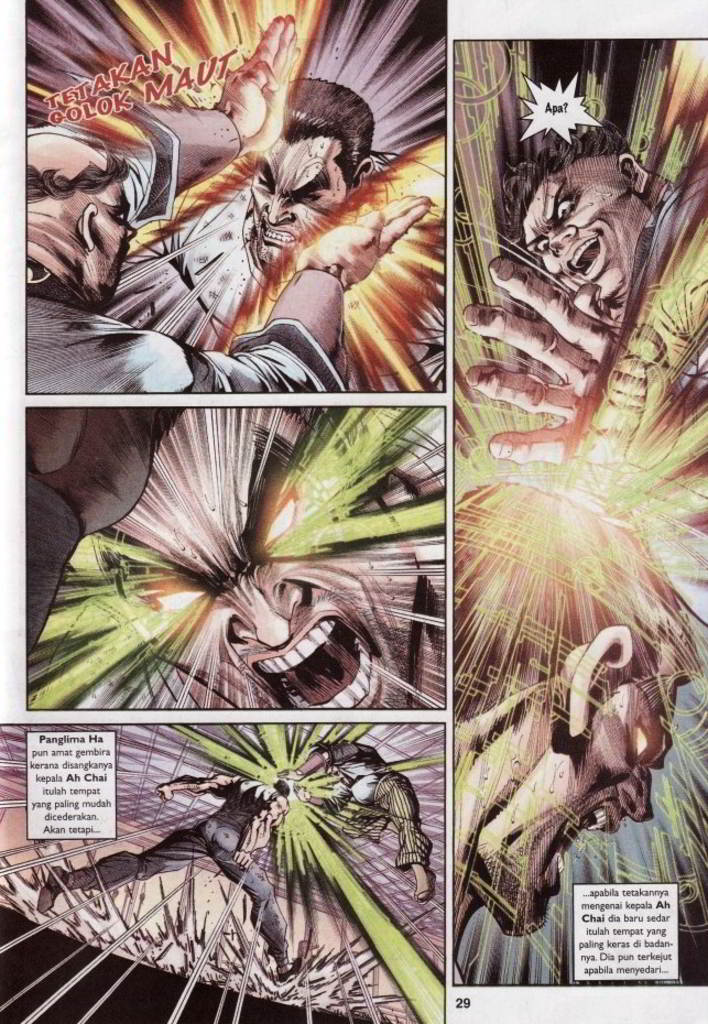 TETAKAN
GOLOK MAUT
Panglima Ha
pun amat gembira
kerana disangkanya
kepala Ah Chai
itulah tempat
yang paling mudah
dicederakan.
Akan tetapi...
Apa?
...apabila tetakannya
mengenai kepala Ah
Chai dia baru sedar
itulah tempat yang
paling keras di badan-
nya. Dia pun terkejut
apabila menyedari...
29